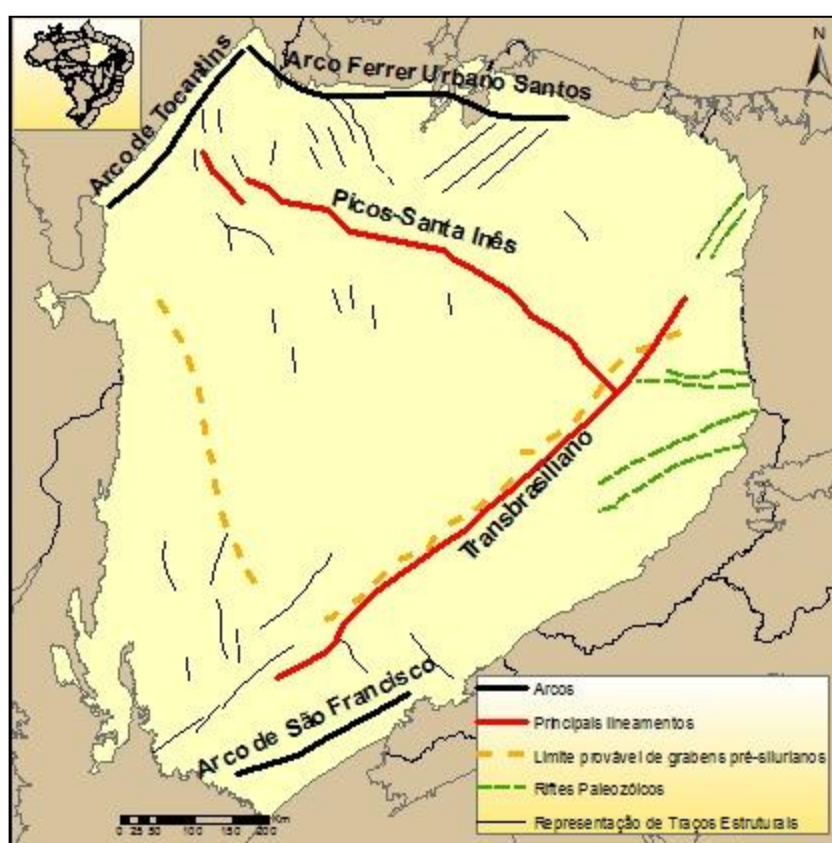 N
Arco de Tocantins
Arco Ferrer Urbano Santos
Picos-Santa Inês
Transbrasiliano
Arco de São Francisco
Arcos
Principais lineamentos
Limite provável de grabens pré-silurianos
Riftes Paleozóicos
Representação de Traços Estruturais
Km
0 25 50 100 150 200